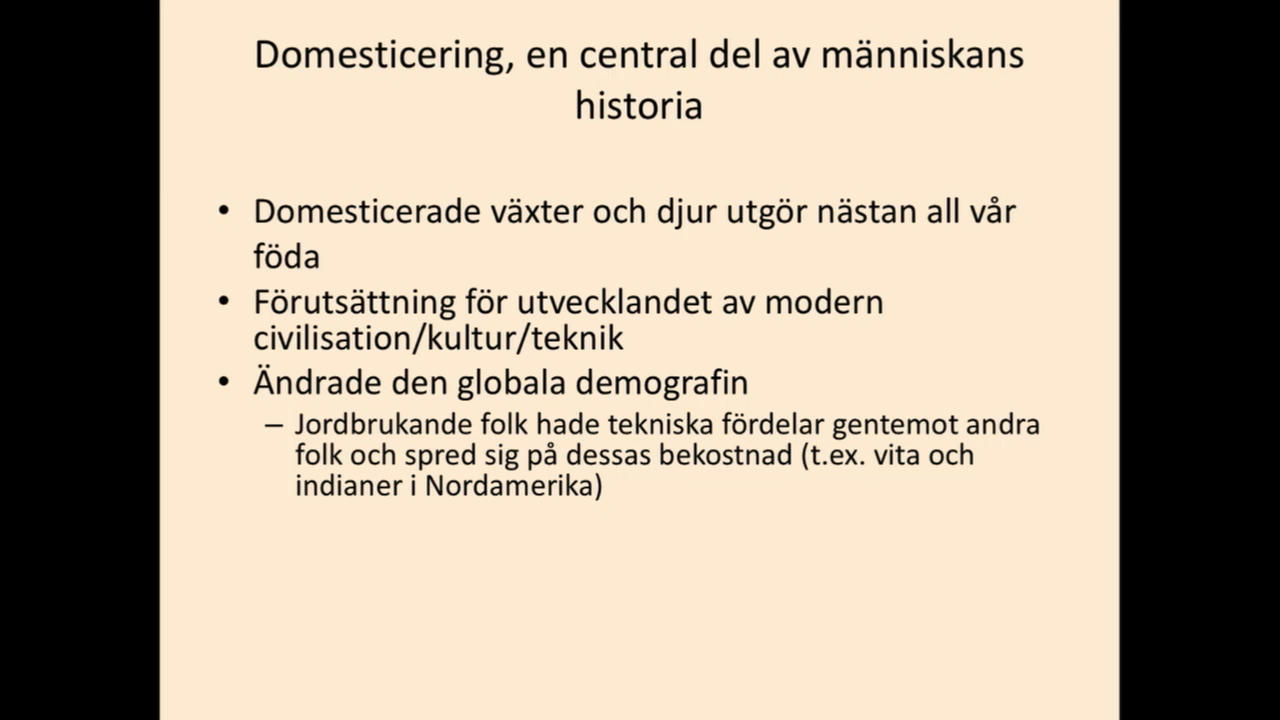 Domesticering, en central del av människans
historia
• Domesticerade växter och djur utgör nästan all vår
föda
• Förutsättning för utvecklandet av modern
civilisation/kultur/teknik
• Ändrade den globala demografin
– Jordbrukande folk hade tekniska fördelar gentemot andra
folk och spred sig på dessas bekostnad (t.ex. vita och
indianer i Nordamerika)